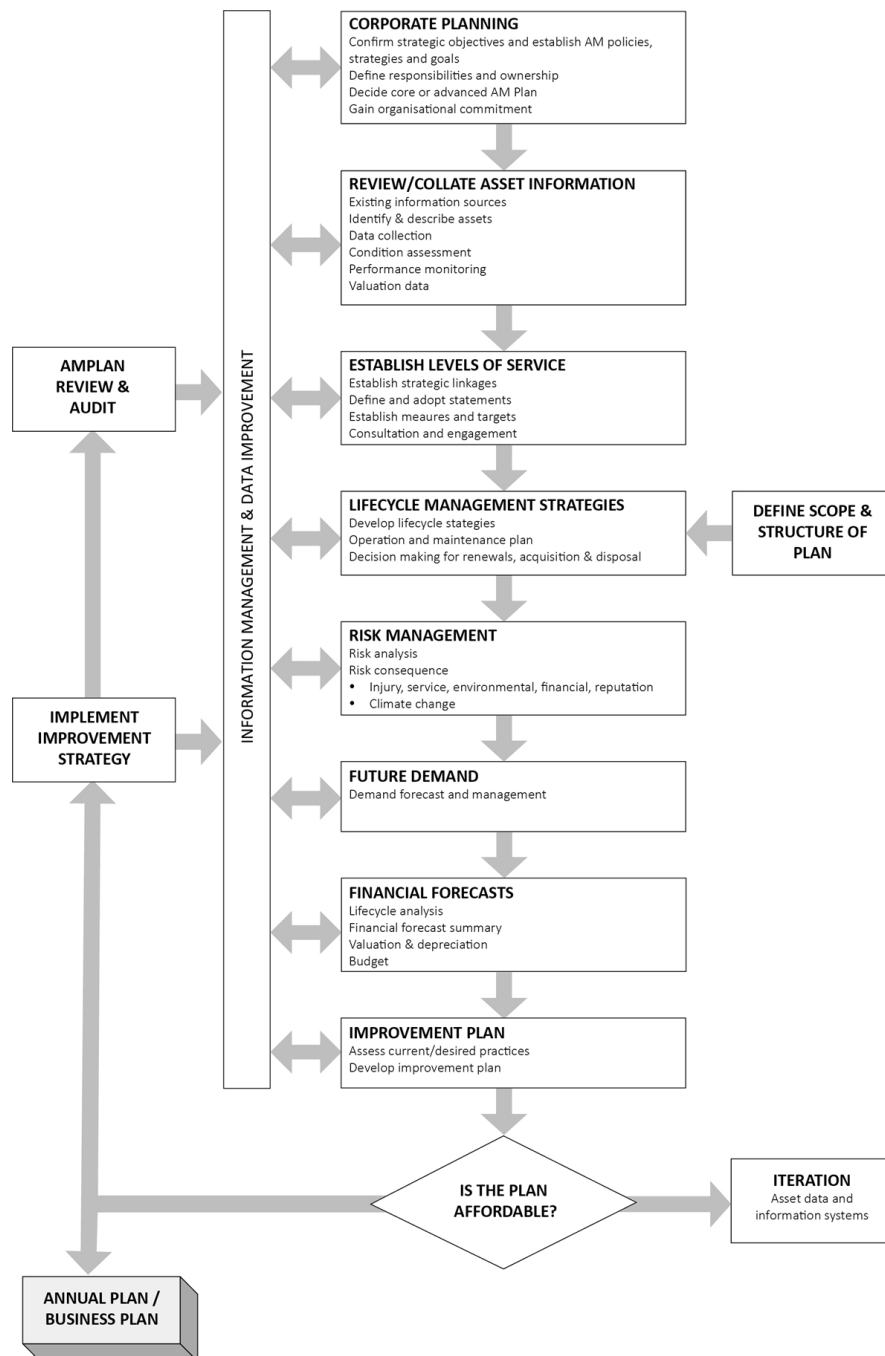 CORPORATE PLANNING
Confirm strategic objectives and establish AM policies,
strategies and goals
Define responsibilities and ownership
Decide core or advanced AM Plan
Gain organisational commitment
REVIEW/COLLATE ASSET INFORMATION
Existing information sources
Identify & describe assets
Data collection
Condition assessment
Performance monitoring
Valuation data
INFORMATION MANAGEMENT & DATA IMPROVEMENT
AMPLAN
REVIEW &
AUDIT
ESTABLISH LEVELS OF SERVICE
Establish strategic linkages
Define and adopt statements
Establish meaures and targets
Consultation and engagement
LIFECYCLE MANAGEMENT STRATEGIES
Develop lifecycle stategies
Operation and maintenance plan
Decision making for renewals, acquisition & disposal
DEFINE SCOPE &
STRUCTURE OF
PLAN
RISK MANAGEMENT
Risk analysis
Risk consequence
• Injury, service, environmental, financial, reputation
• Climate change
IMPLEMENT
IMPROVEMENT
STRATEGY
FUTURE DEMAND
Demand forecast and management
FINANCIAL FORECASTS
Lifecycle analysis
Financial forecast summary
Valuation & depreciation
Budget
IMPROVEMENT PLAN
Assess current/desired practices
Develop improvement plan
IS THE PLAN
AFFORDABLE?
ITERATION
Asset data and
information systems
ANNUAL PLAN /
BUSINESS PLAN